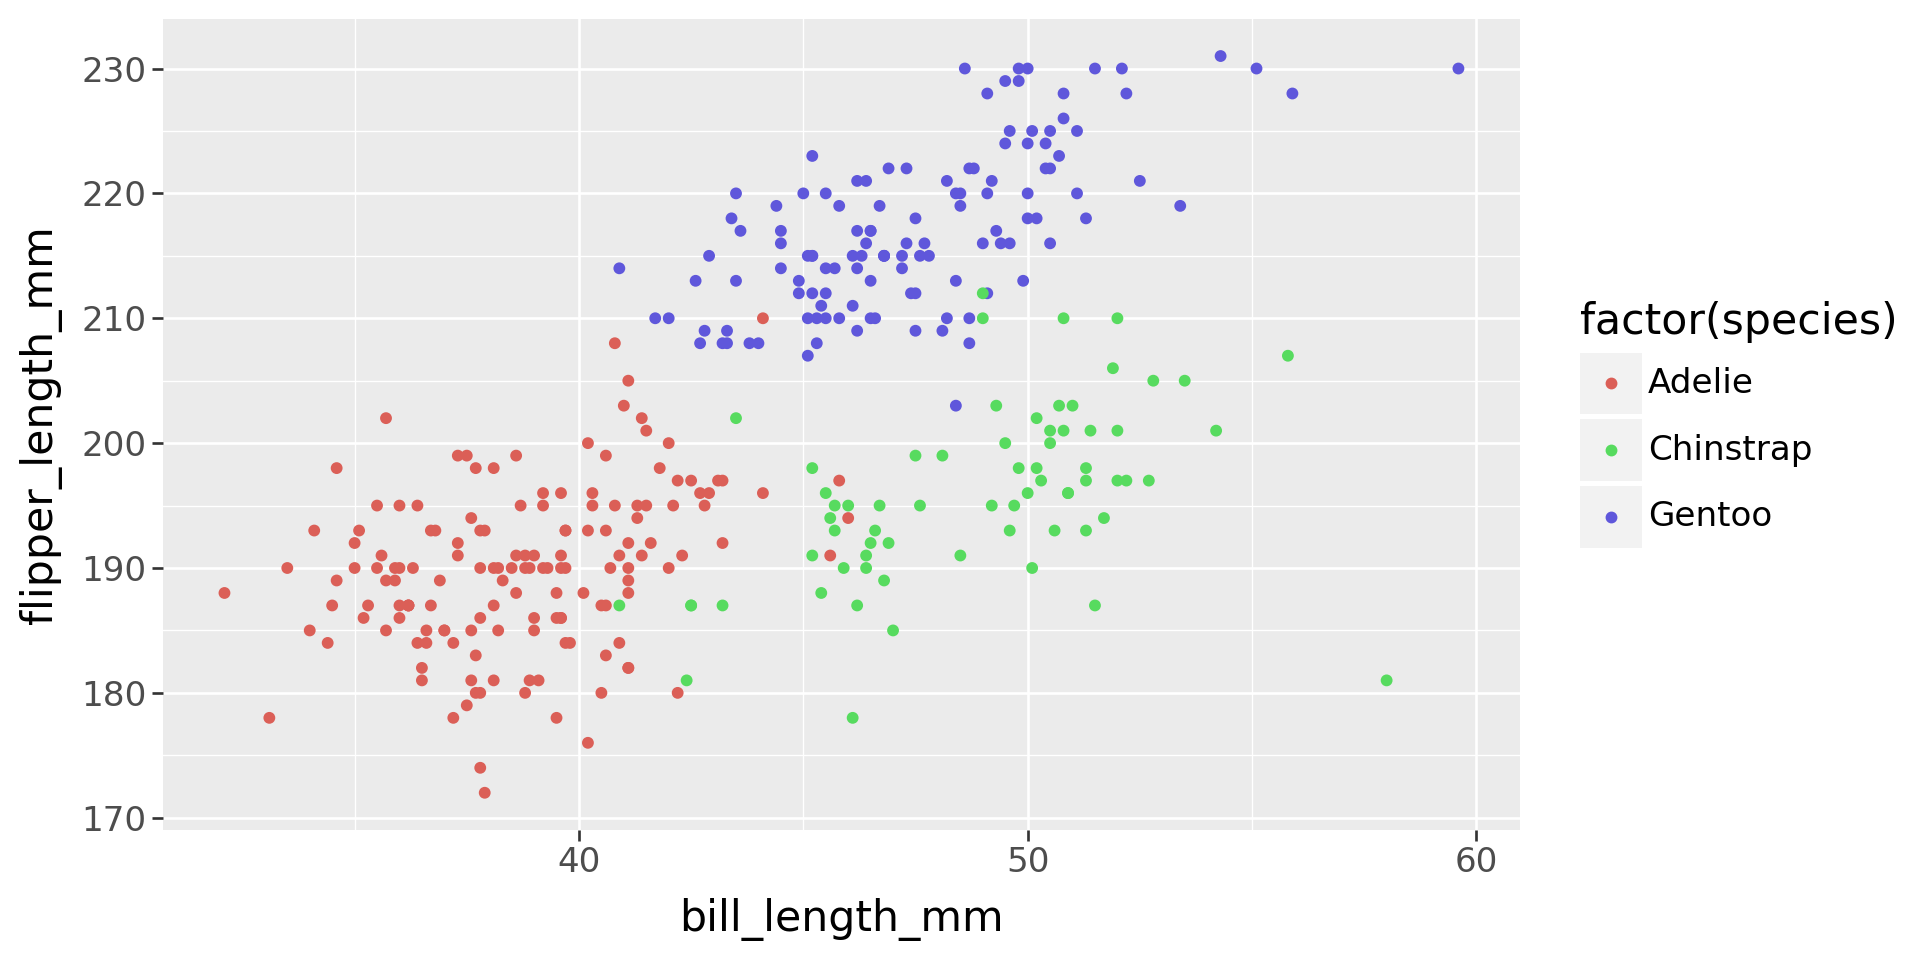 230
220
210
200
190
180
170
flipper_length_mm
40
50
60
bill_length_mm
factor(species)
Adelie
Chinstrap
Gentoo